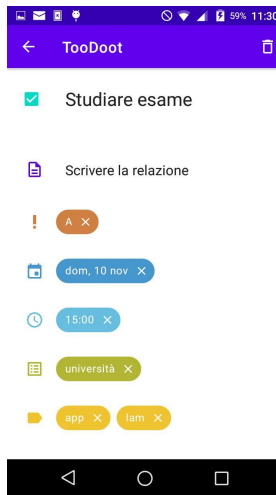 59% 11:30
TooDoot
Studiare esame
Scrivere la relazione
A
dom, 10 nov
15:00
università
app lam